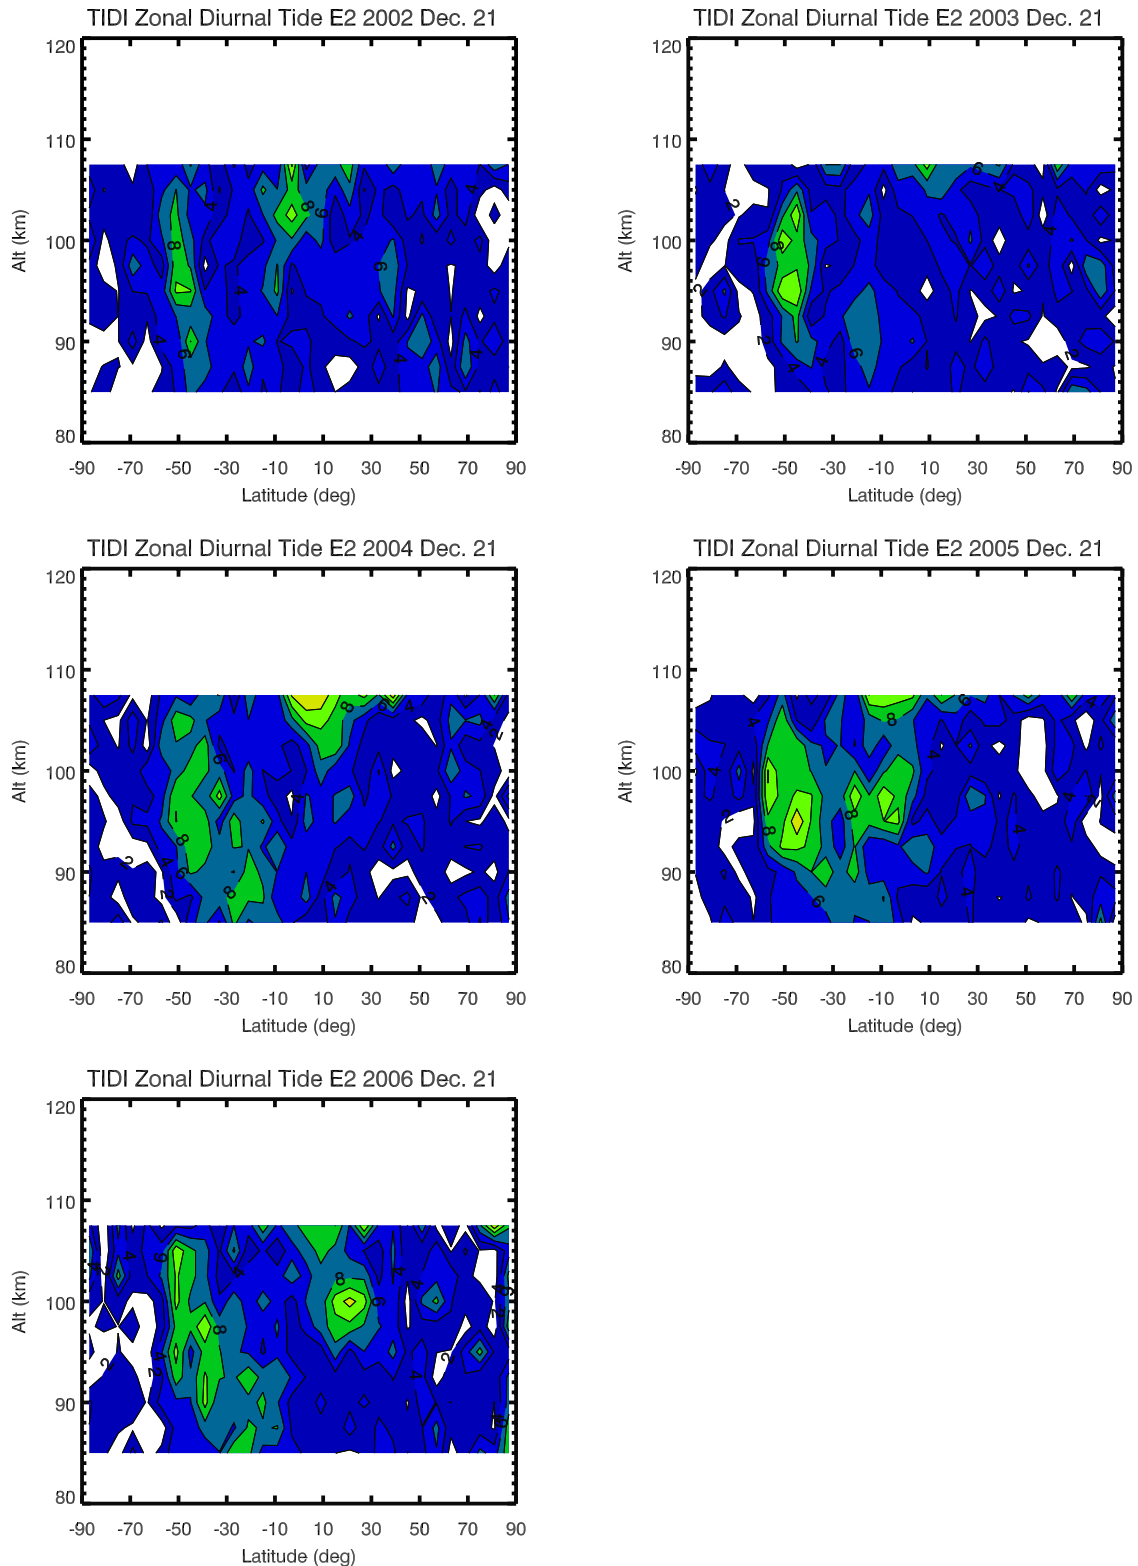 TIDI Zonal Diurnal Tide E2 2002 Dec. 21
120
110
100
90
80
Alt (km)
-90 -70 -50 -30 -10 10 30 50 70 90
Latitude (deg)
TIDI Zonal Diurnal Tide E2 2003 Dec. 21
120
110
100
90
80
Alt (km)
-90 -70 -50 -30 -10 10 30 50 70 90
Latitude (deg)
TIDI Zonal Diurnal Tide E2 2004 Dec. 21
120
110
100
90
80
Alt (km)
-90 -70 -50 -30 -10 10 30 50 70 90
Latitude (deg)
TIDI Zonal Diurnal Tide E2 2005 Dec. 21
120
110
100
90
80
Alt (km)
-90 -70 -50 -30 -10 10 30 50 70 90
Latitude (deg)
TIDI Zonal Diurnal Tide E2 2006 Dec. 21
120
110
100
90
80
Alt (km)
-90 -70 -50 -30 -10 10 30 50 70 90
Latitude (deg)